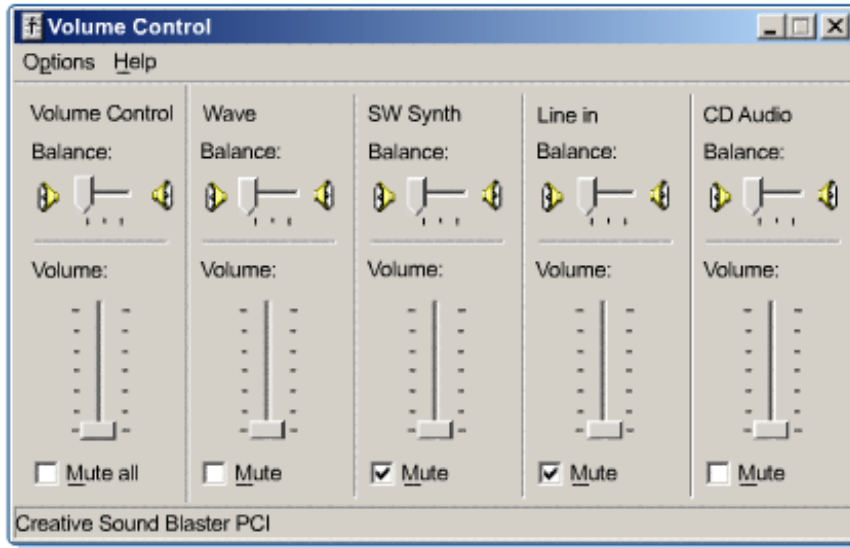 Volume Control
Options Help
Volume Control Wave SW Synth Line in CD Audio
Balance: Balance: Balance: Balance: Balance:
Volume: Volume: Volume: Volume: Volume:
Mute all Mute Mute Mute Mute
Creative Sound Blaster PCI